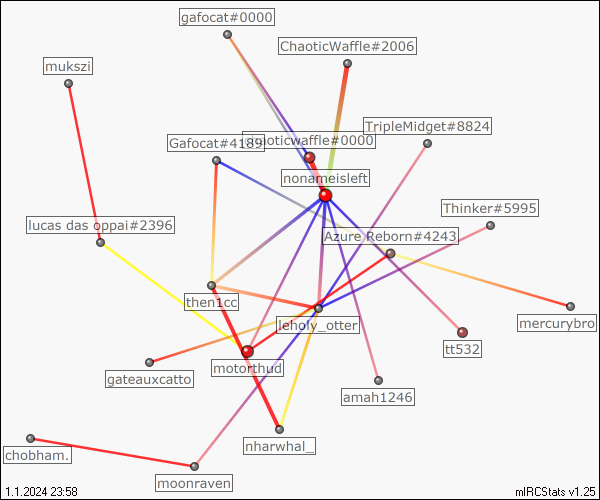 gafocat#0000
ChaoticWaffle#2006
mukszi
TripleMidget#8824
Gafocat#4189
chaoticwaffle#0000
nonameisleft
Thinker#5995
lucas das oppai#2396
Azure Reborn#4243
then1cc
leholy_otter
mercurybro
tt532
motorthud
gateauxcatto
amah1246
nharwhal_
chobham.
moonraven
1.1.2024 23:58
mIRCStats v1.25